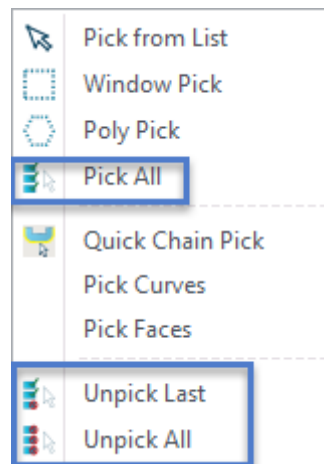 Pick from List
Window Pick
Poly Pick
Pick All
Quick Chain Pick
Pick Curves
Pick Faces
Unpick Last
Unpick All